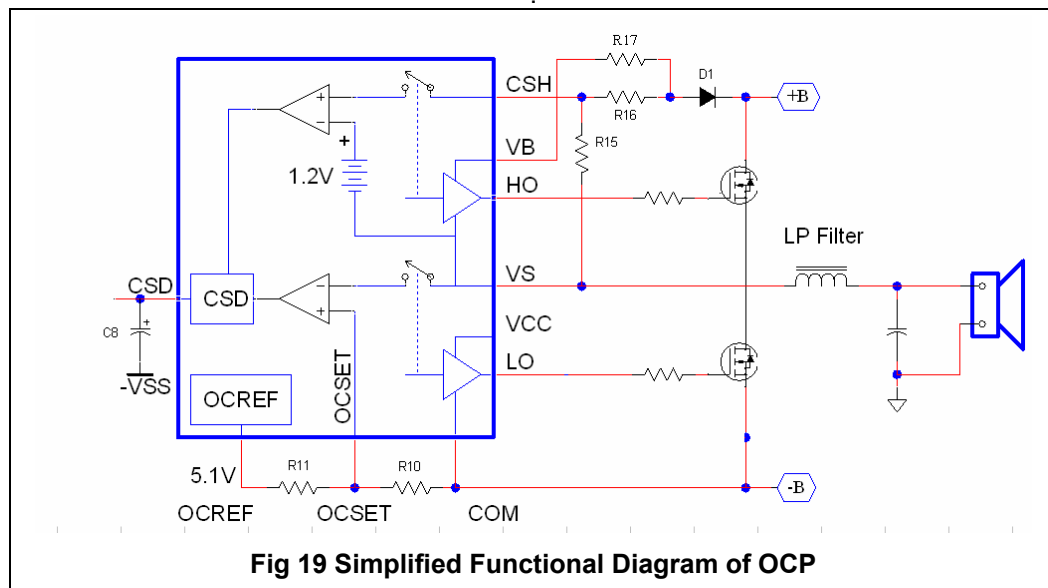 R17
CSH
D1
+B
R16
VB
R15
1.2V
HO
LP Filter
CSD
CSD
VS
C8
VCC
-VSS
OCSET
LO
OCREF
5.1V
R11
R10
-B
OCREF
OCSET
COM
Fig 19 Simplified Functional Diagram of OCP